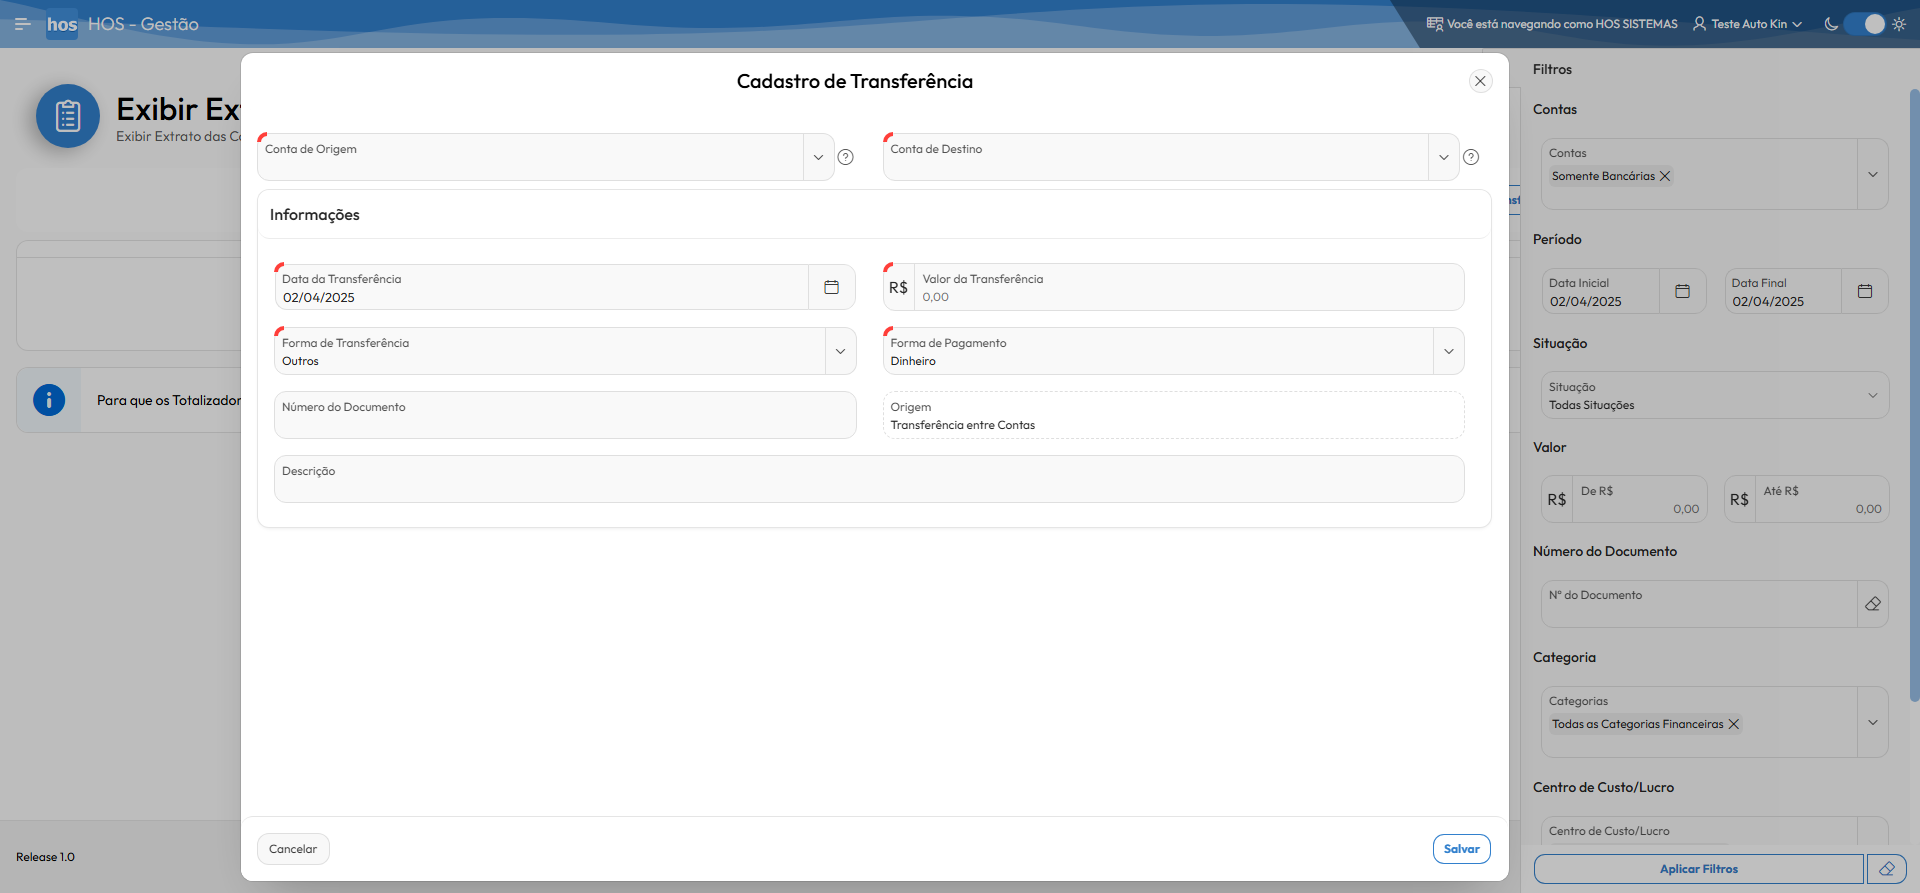 hos HOS - Gestão
Você está navegando como HOS SISTEMAS
Teste Auto Kin
Exibir Ex
Exibir Extrato das Co
Para que os Totalizador
Release 1.0
Cadastro de Transferência
Conta de Origem
Conta de Destino
Informações
Data da Transferência
02/04/2025
R$
Valor da Transferência
0,00
Forma de Transferência
Outros
Forma de Pagamento
Dinheiro
Número do Documento
Origem
Transferência entre Contas
Descrição
Cancelar
Salvar
Filtros
Contas
Contas
Somente Bancárias
Período
Data Inicial
02/04/2025
Data Final
02/04/2025
Situação
Situação
Todas Situações
Valor
R$
De R$
0,00
R$
Até R$
0,00
Número do Documento
N° do Documento
Categoria
Categorias
Todas as Categorias Financeiras
Centro de Custo/Lucro
Centro de Custo/Lucro
Aplicar Filtros